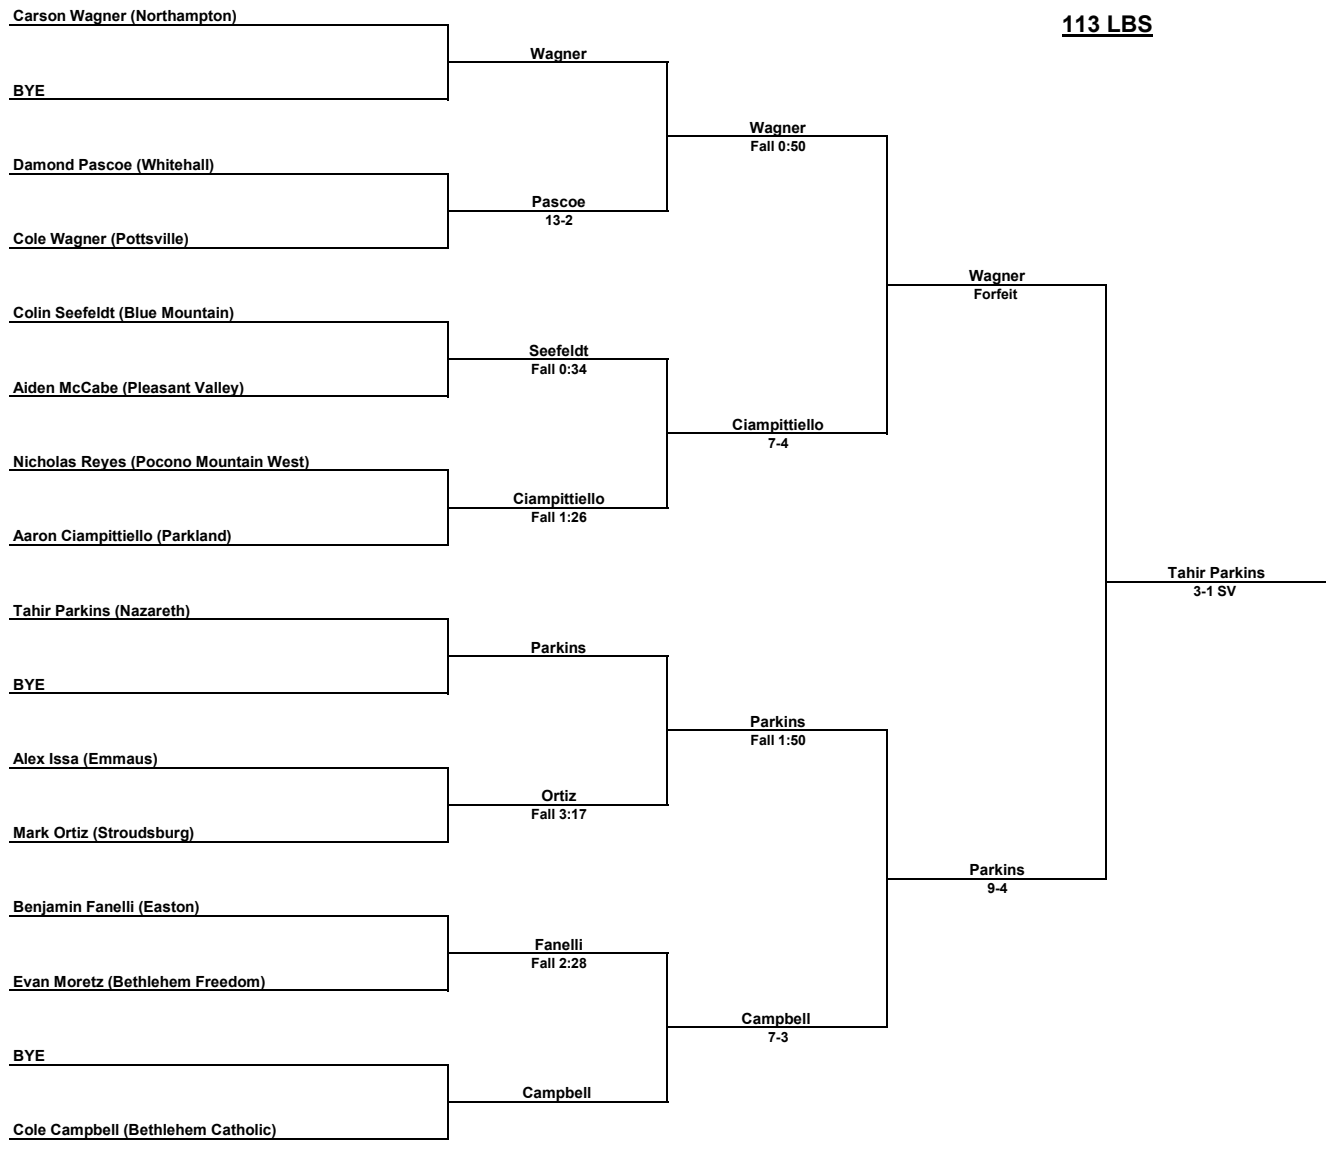 Carson Wagner (Northampton)
113 LBS
Wagner
BYE
Wagner
Fall 0:50
Damond Pascoe (Whitehall)
Pascoe
13-2
Cole Wagner (Pottsville)
Wagner
Forfeit
Colin Seefeldt (Blue Mountain)
Seefeldt
Fall 0:34
Aiden McCabe (Pleasant Valley)
Ciampittiello
7-4
Nicholas Reyes (Pocono Mountain West)
Ciampittiello
Fall 1:26
Aaron Ciampittiello (Parkland)
Tahir Parkins
3-1 SV
Tahir Parkins (Nazareth)
Parkins
BYE
Parkins
Fall 1:50
Alex Issa (Emmaus)
Ortiz
Fall 3:17
Mark Ortiz (Stroudsburg)
Parkins
9-4
Benjamin Fanelli (Easton)
Fanelli
Fall 2:28
Evan Moretz (Bethlehem Freedom)
Campbell
7-3
BYE
Campbell
Cole Campbell (Bethlehem Catholic)